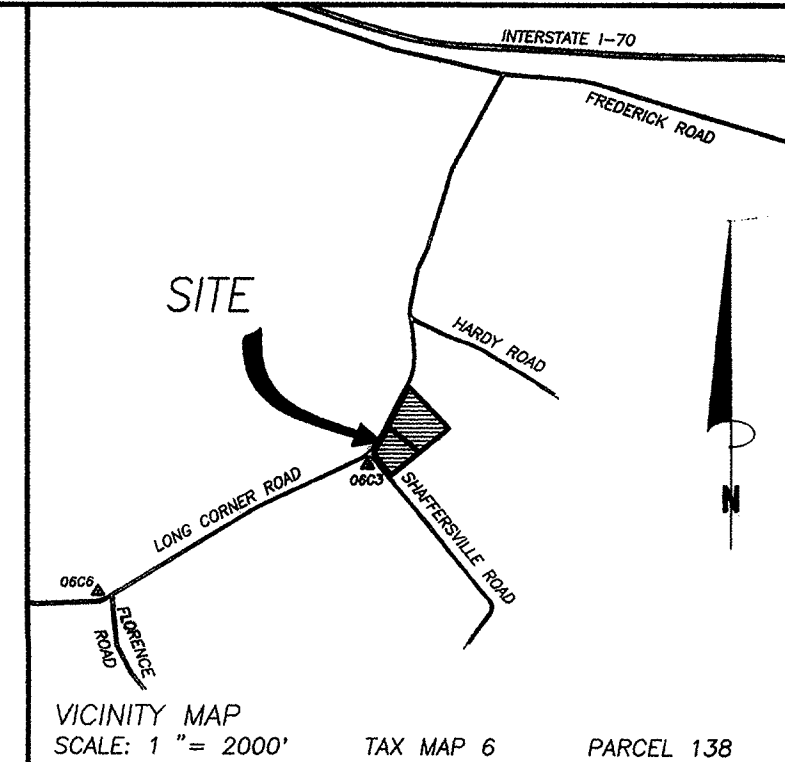 INTERSTATE I-70
FREDERICK ROAD
SITE
HARDY ROAD
06C3
LONG CORNER ROAD
SHAFFERSVILLE ROAD
N
06C6
FLORENCE
ROAD
VICINITY MAP
SCALE: 1 "= 2000' TAX MAP 6 PARCEL 138